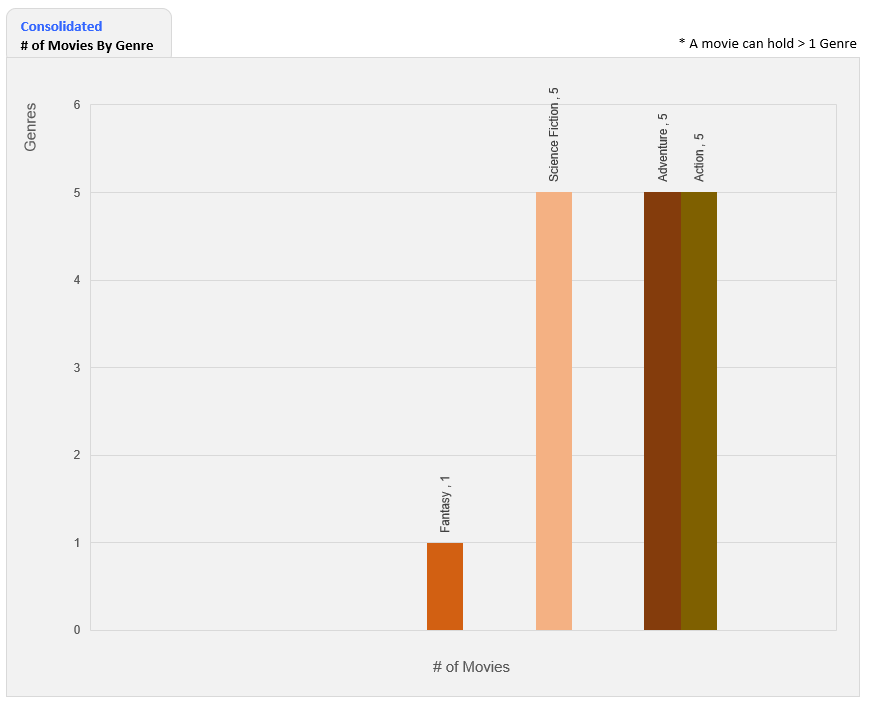 Consolidated
# of Movies By Genre
* A movie can hold > 1 Genre
Genres
6
5
4
3
2
1
0
Fantasy , 1
Science Fiction , 5
Adventure , 5
Action , 5
# of Movies